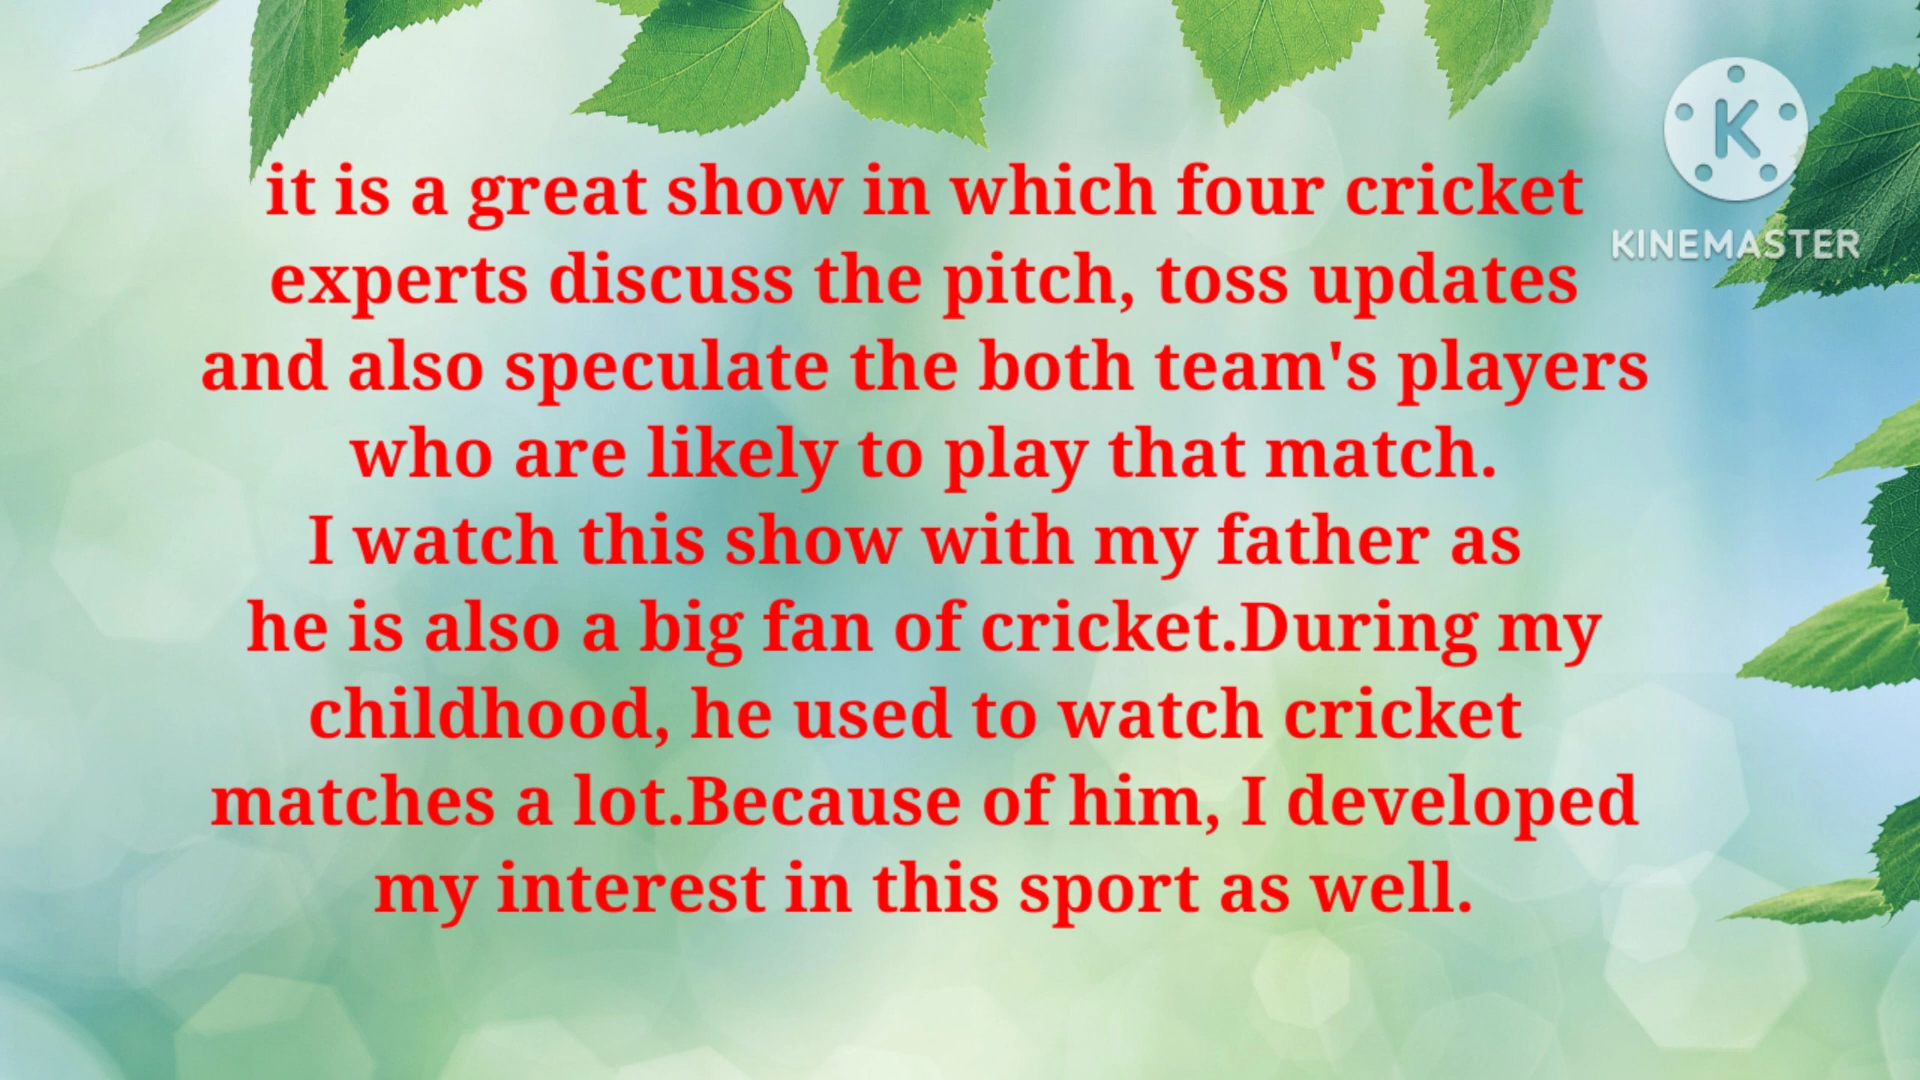 it is a great show in which four cricket
experts discuss the pitch, toss updates
and also speculate the both team's players
who are likely to play that match.
I watch this show with my father as
he is also a big fan of cricket.During my
childhood, he used to watch cricket
matches a lot.Because of him, I developed
my interest in this sport as well.
K
KINEMASTER